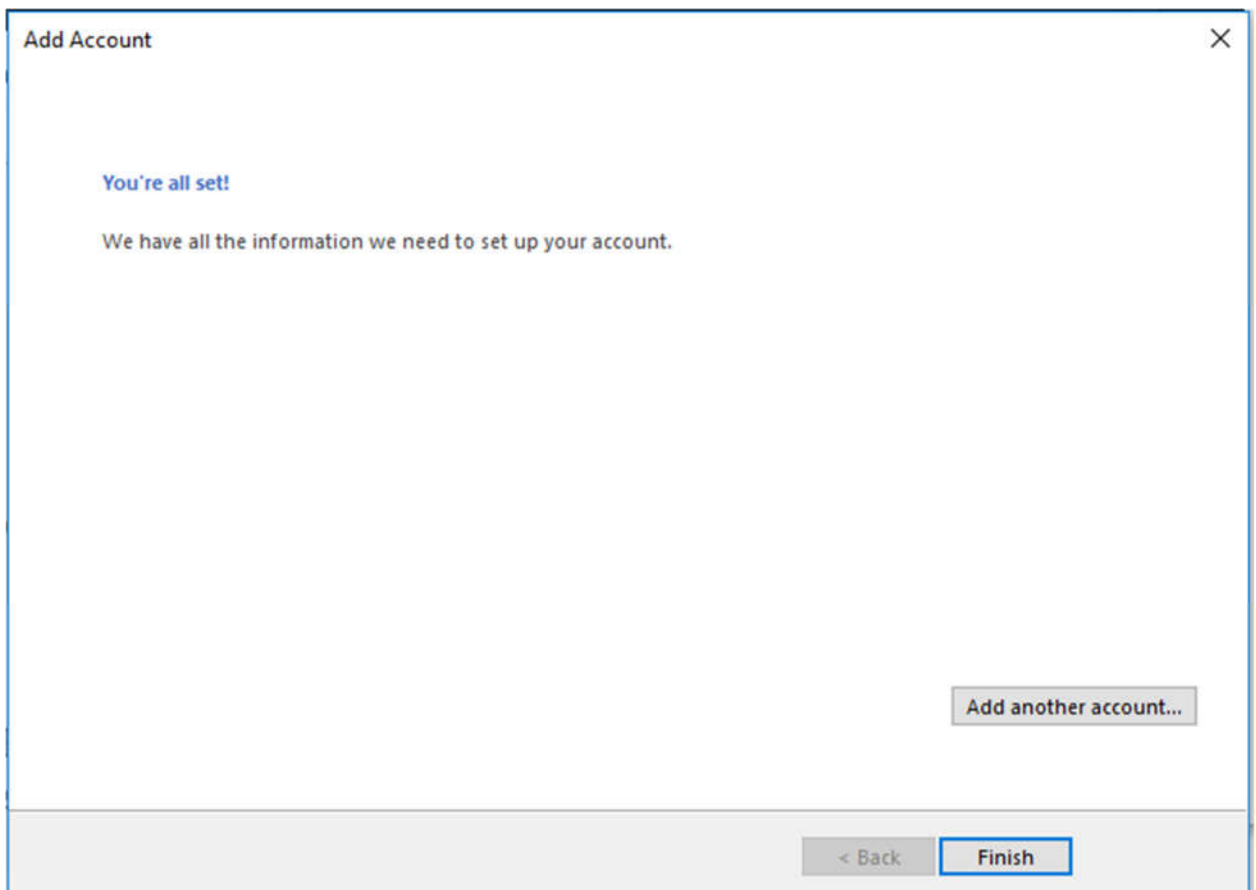 Add Account
You're all set!
We have all the information we need to set up your account.
Add another account...
< Back
Finish